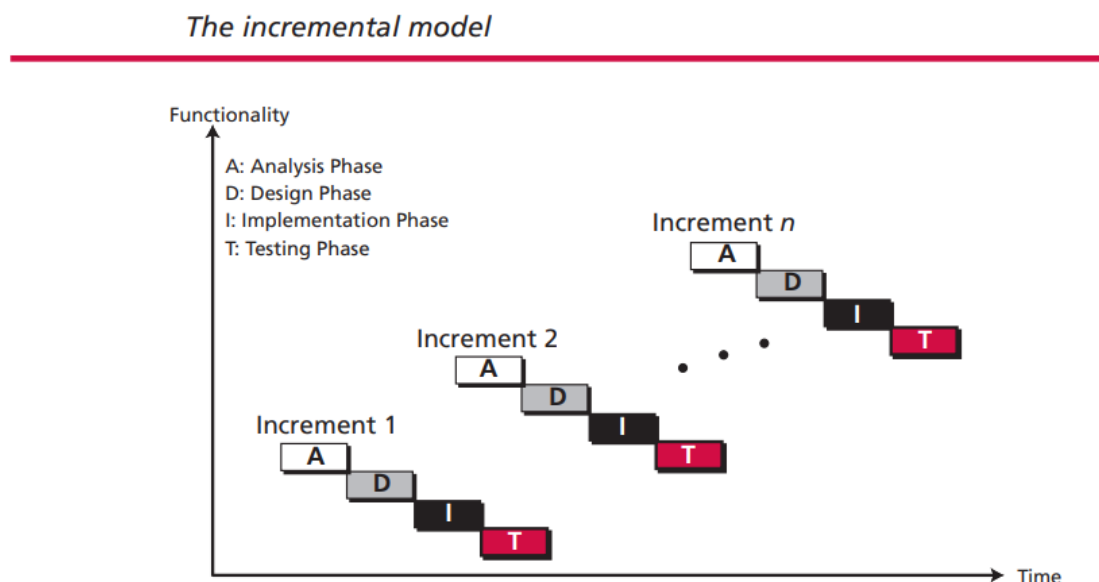 The incremental model
Functionality
A: Analysis Phase
D: Design Phase
I: Implementation Phase
T: Testing Phase
Increment n
A
D
I
T
Increment 2
A
D
I
T
Increment 1
A
D
I
T
Time